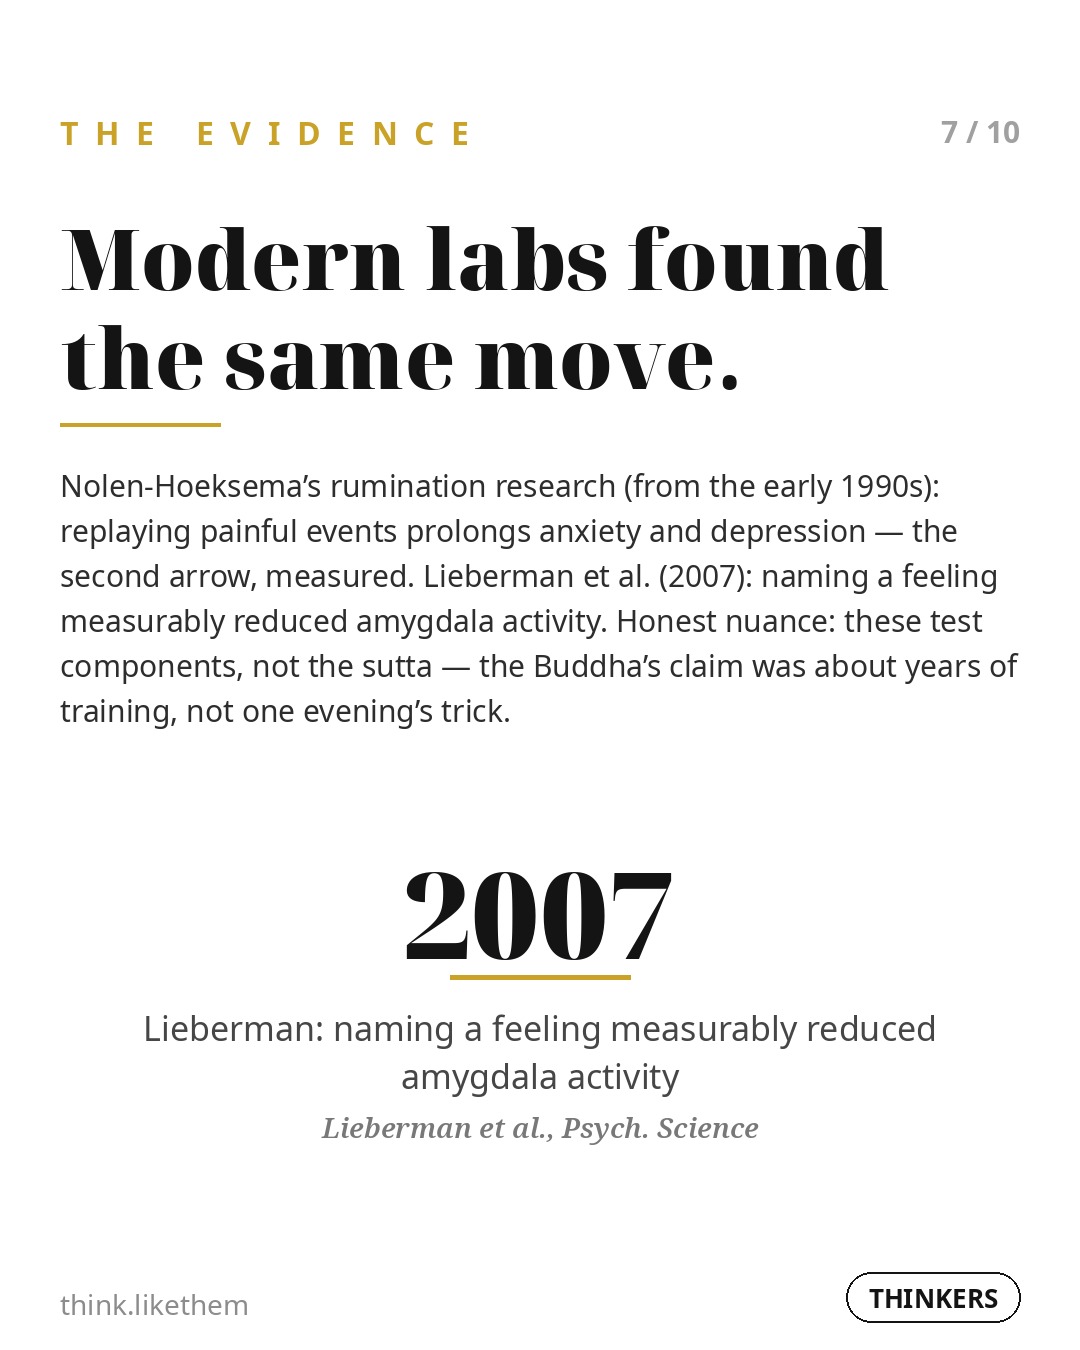 THE EVIDENCE
7 / 10
Modern labs found
the same move.
Nolen-Hoeksema’s rumination research (from the early 1990s):
replaying painful events prolongs anxiety and depression — the
second arrow, measured. Lieberman et al. (2007): naming a feeling
measurably reduced amygdala activity. Honest nuance: these test
components, not the sutta — the Buddha’s claim was about years of
training, not one evening’s trick.
2007
Lieberman: naming a feeling measurably reduced
amygdala activity
Lieberman et al., Psych. Science
think.likethem
THINKERS